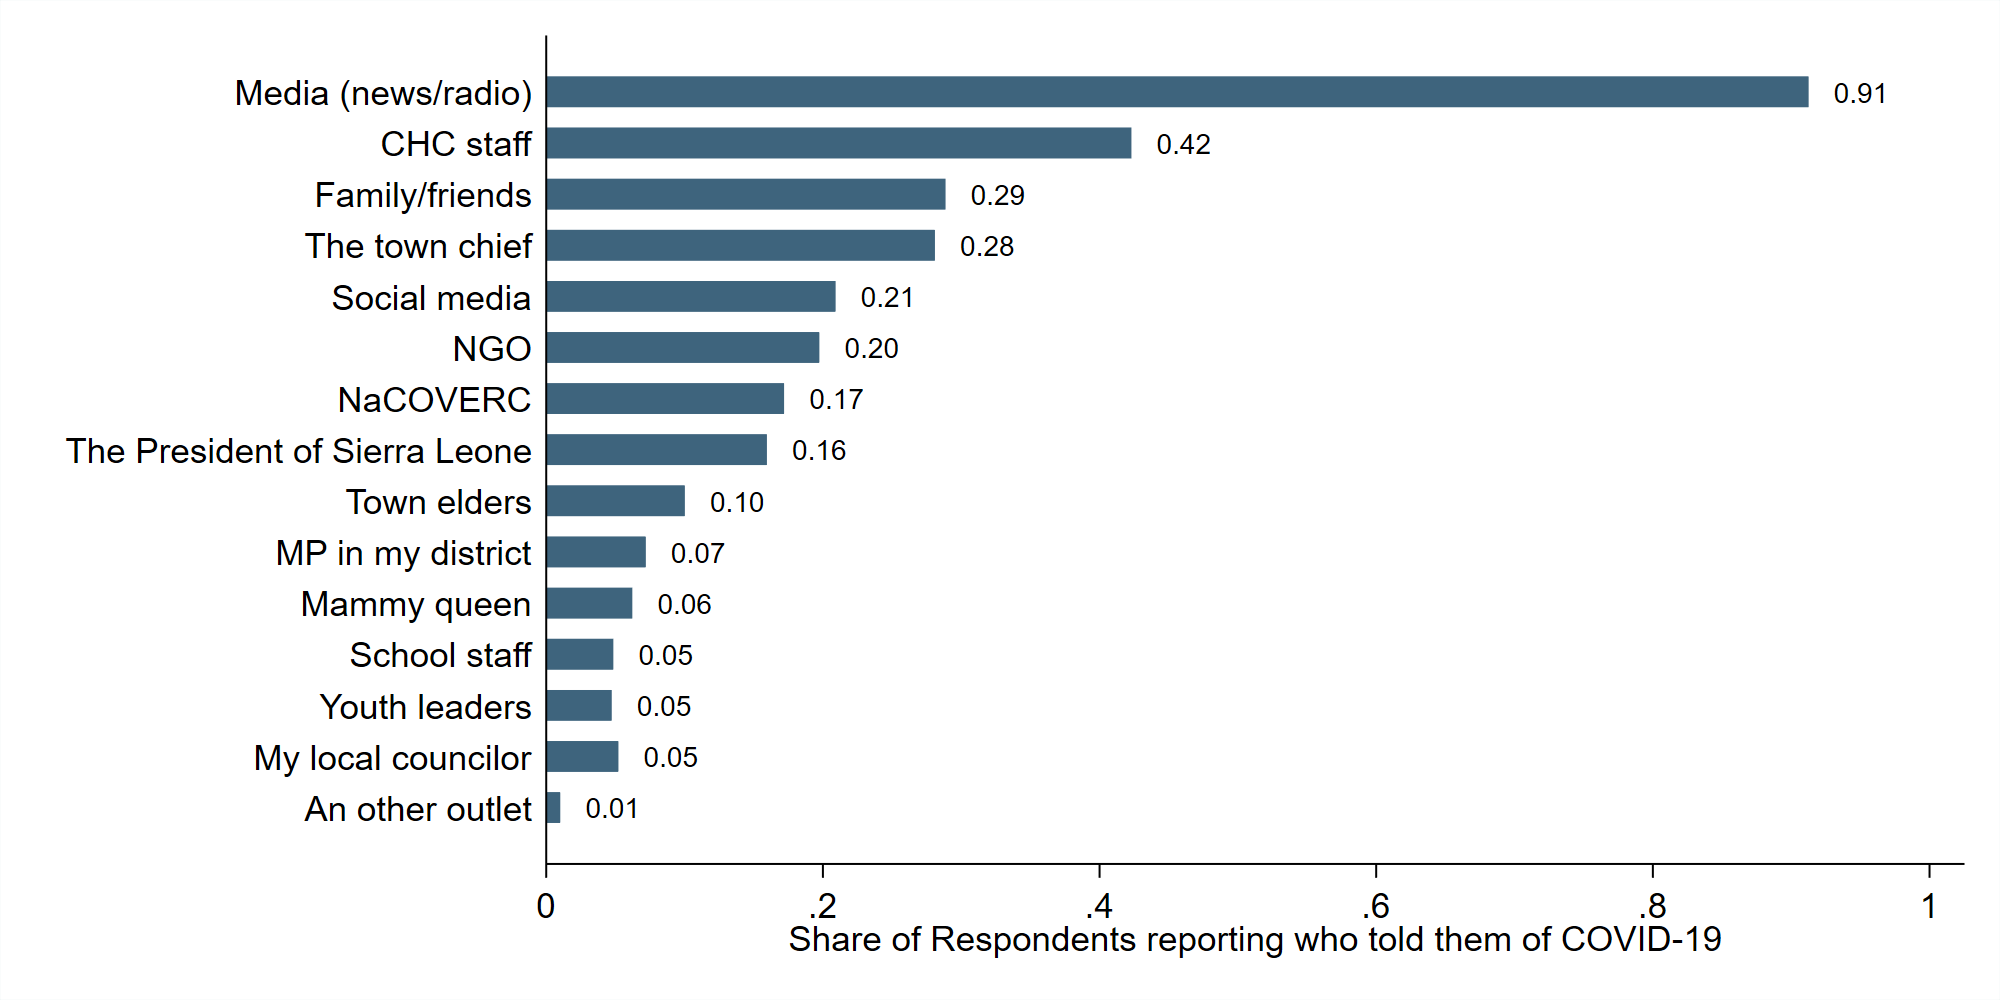 Media (news/radio) 0.91
CHC staff 0.42
Family/friends 0.29
The town chief 0.28
Social media 0.21
NGO 0.20
NaCOVERC 0.17
The President of Sierra Leone 0.16
Town elders 0.10
MP in my district 0.07
Mammy queen 0.06
School staff 0.05
Youth leaders 0.05
My local councilor 0.05
An other outlet 0.01
0 .2 .4 .6 .8 1
Share of Respondents reporting who told them of COVID-19